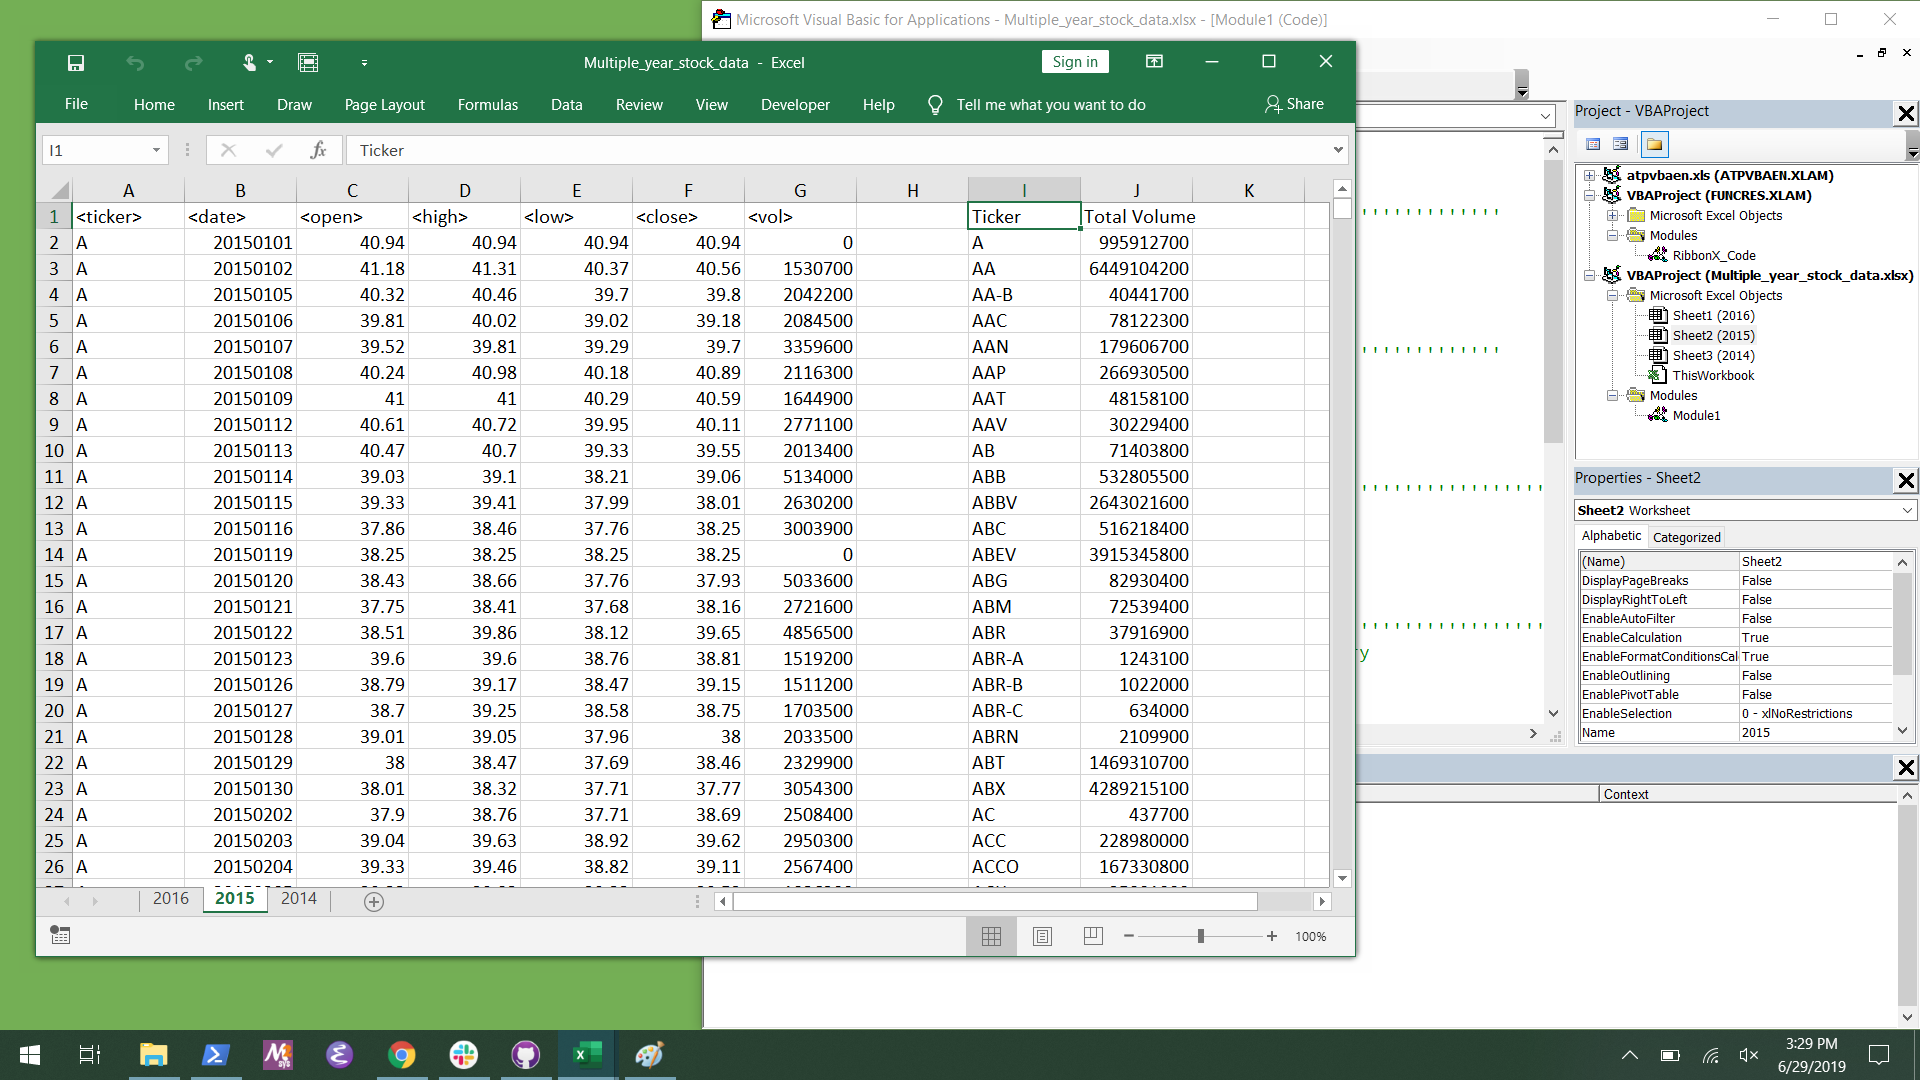 Microsoft Visual Basic for Applications - Multiple_year_stock_data.xlsx - [Module1 (Code)]
Multiple_year_stock_data - Excel
Sign in
File Home Insert Draw Page Layout Formulas Data Review View Developer Help Tell me what you want to do Share
I1 fx Ticker
A B C D E F G H I J K
1 <ticker> <date> <open> <high> <low> <close> <vol> Ticker Total Volume
2 A 20150101 40.94 40.94 40.94 40.94 0 A 995912700
3 A 20150102 41.18 41.31 40.37 40.56 1530700 AA 6449104200
4 A 20150105 40.32 40.46 39.7 39.8 2042200 AA-B 40441700
5 A 20150106 39.81 40.02 39.02 39.18 2084500 AAC 78122300
6 A 20150107 39.52 39.81 39.29 39.7 3359600 AAN 179606700
7 A 20150108 40.24 40.98 40.18 40.89 2116300 AAP 266930500
8 A 20150109 41 41 40.29 40.59 1644900 AAT 48158100
9 A 20150112 40.61 40.72 39.95 40.11 2771100 AAV 30229400
10 A 20150113 40.47 40.7 39.33 39.55 2013400 AB 71403800
11 A 20150114 39.03 39.1 38.21 39.06 5134000 ABB 532805500
12 A 20150115 39.33 39.41 37.99 38.01 2630200 ABBV 2643021600
13 A 20150116 37.86 38.46 37.76 38.25 3003900 ABC 516218400
14 A 20150119 38.25 38.25 38.25 38.25 0 ABEV 3915345800
15 A 20150120 38.43 38.66 37.76 37.93 5033600 ABG 82930400
16 A 20150121 37.75 38.41 37.68 38.16 2721600 ABM 72539400
17 A 20150122 38.51 39.86 38.12 39.65 4856500 ABR 37916900
18 A 20150123 39.6 39.6 38.76 38.81 1519200 ABR-A 1243100
19 A 20150126 38.79 39.17 38.47 39.15 1511200 ABR-B 1022000
20 A 20150127 38.7 39.25 38.58 38.75 1703500 ABR-C 634000
21 A 20150128 39.01 39.05 37.96 38 2033500 ABRN 2109900
22 A 20150129 38 38.47 37.69 38.46 2329900 ABT 1469310700
23 A 20150130 38.01 38.32 37.71 37.77 3054300 ABX 4289215100
24 A 20150202 37.9 38.76 37.71 38.69 2508400 AC 437700
25 A 20150203 39.04 39.63 38.92 39.62 2950300 ACC 228980000
26 A 20150204 39.33 39.46 38.82 39.11 2567400 ACCO 167330800
2016 2015 2014
100%
Project - VBAProject
atpvbaen.xls (ATPVBAEN.XLAM)
VBAProject (FUNCRES.XLAM)
Microsoft Excel Objects
Modules
RibbonX_Code
VBAProject (Multiple_year_stock_data.xlsx)
Microsoft Excel Objects
Sheet1 (2016)
Sheet2 (2015)
Sheet3 (2014)
ThisWorkbook
Modules
Module1
Properties - Sheet2
Sheet2 Worksheet
Alphabetic Categorized
(Name) Sheet2
DisplayPageBreaks False
DisplayRightToLeft False
EnableAutoFilter False
EnableCalculation True
EnableFormatConditionsCal True
EnableOutlining False
EnablePivotTable False
EnableSelection 0 - xlNoRestrictions
Name 2015
Context
3:29 PM
6/29/2019